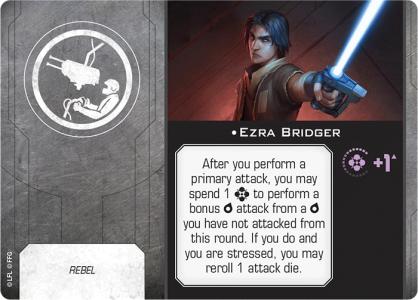 • EZRA BRIDGER
After you perform a
primary attack, you may
spend 1 to perform a
bonus attack from a
you have not attacked from
this round. If you do and
you are stressed, you may
reroll 1 attack die.
+1
REBEL
© LFL © FFG